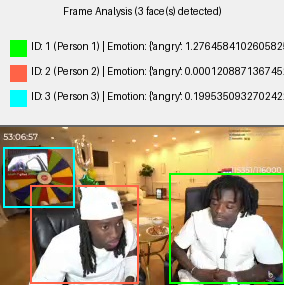 Frame Analysis (3 face(s) detected)
ID: 1 (Person 1) | Emotion: {'angry': 1.276458410260582
ID: 2 (Person 2) | Emotion: {'angry': 0.000120887136745
ID: 3 (Person 3) | Emotion: {'angry': 0.199535093270242
53:06:57